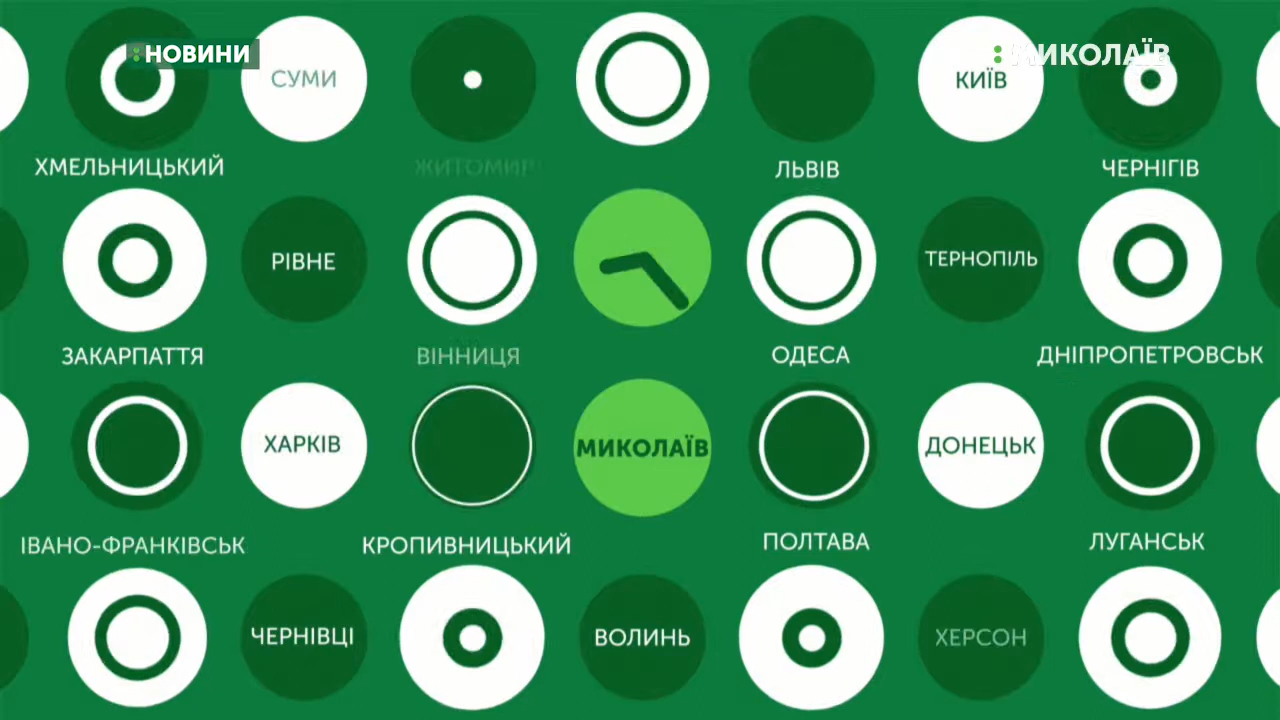 НОВИНИ
МИКОЛАЇВ
СУМИ
КИЇВ
ХМЕЛЬНИЦЬКИЙ
ЖИТОМИР
ЛЬВІВ
ЧЕРНІГІВ
РІВНЕ
ТЕРНОПІЛЬ
ЗАКАРПАТТЯ
ВІННИЦЯ
ОДЕСА
ДНІПРОПЕТРОВСЬК
ХАРКІВ
МИКОЛАЇВ
ДОНЕЦЬК
ІВАНО-ФРАНКІВСЬК
КРОПИВНИЦЬКИЙ
ПОЛТАВА
ЛУГАНСЬК
ЧЕРНІВЦІ
ВОЛИНЬ
ХЕРСОН